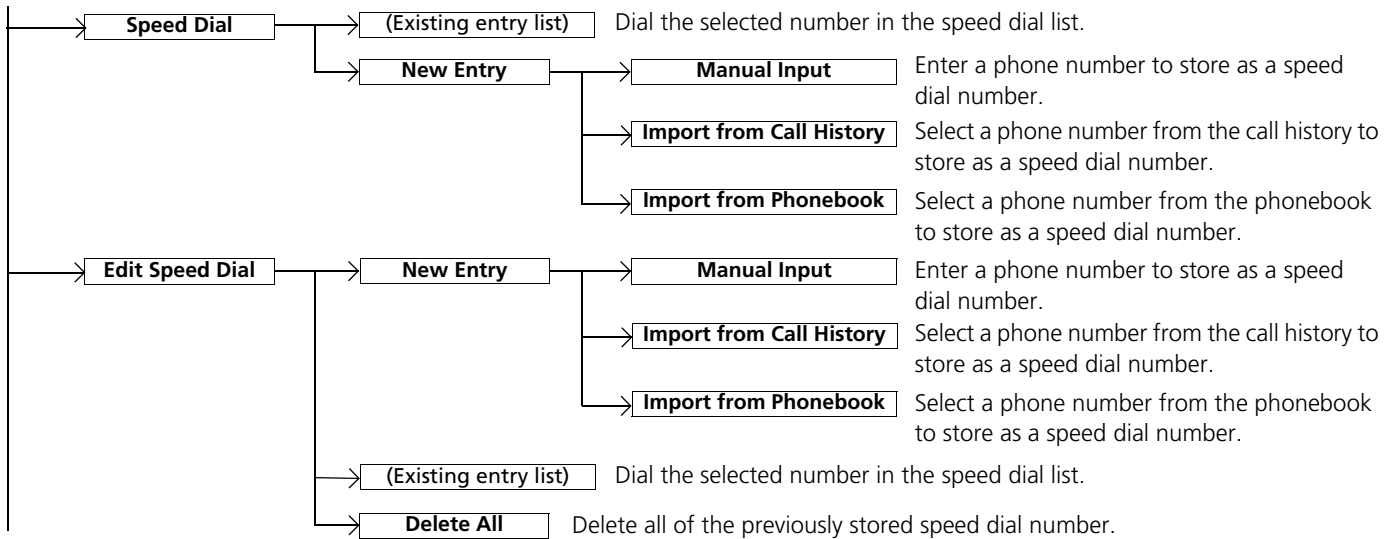 Speed Dial
(Existing entry list)
Dial the selected number in the speed dial list.
New Entry
Manual Input
Enter a phone number to store as a speed
dial number.
Import from Call History
Select a phone number from the call history to
store as a speed dial number.
Import from Phonebook
Select a phone number from the phonebook
to store as a speed dial number.
Edit Speed Dial
New Entry
Manual Input
Enter a phone number to store as a speed
dial number.
Import from Call History
Select a phone number from the call history to
store as a speed dial number.
Import from Phonebook
Select a phone number from the phonebook
to store as a speed dial number.
(Existing entry list)
Dial the selected number in the speed dial list.
Delete All
Delete all of the previously stored speed dial number.